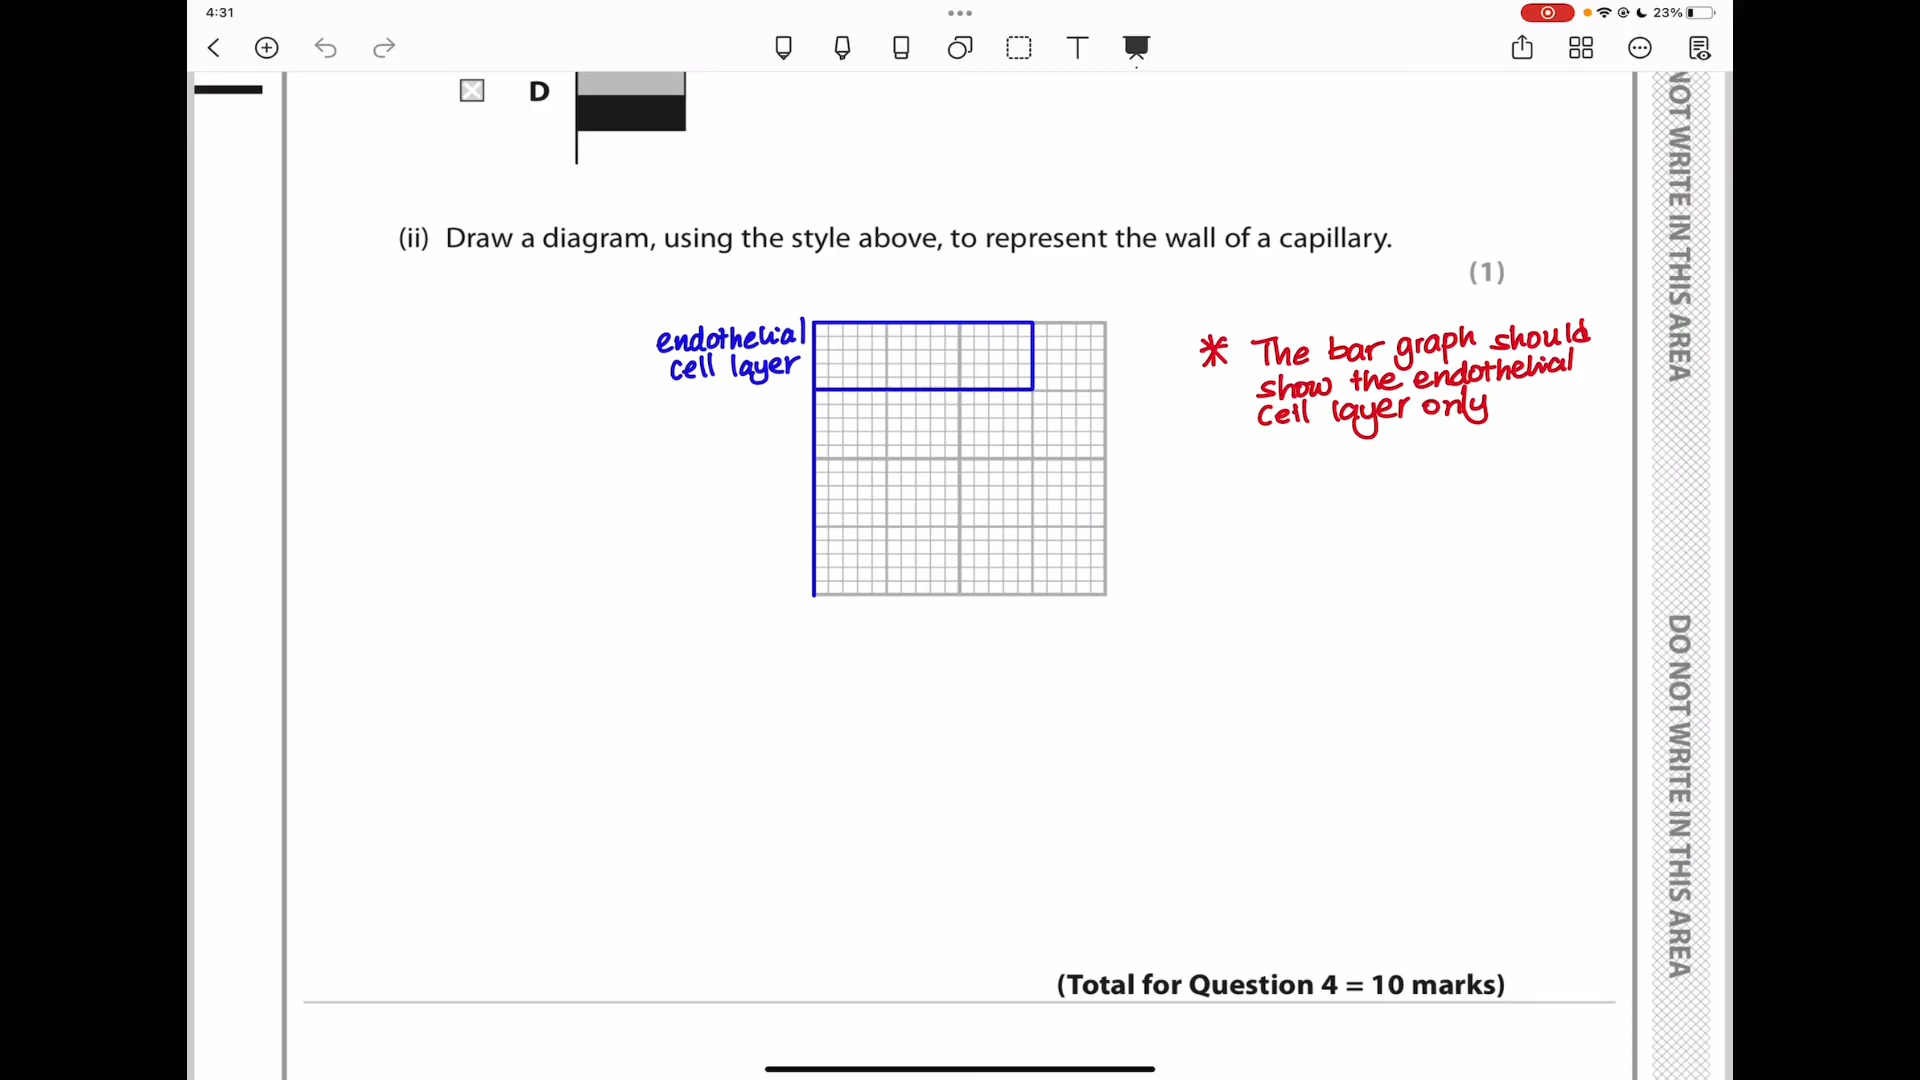 4:31
23%
D
NOT WRITE IN THIS AREA
(ii) Draw a diagram, using the style above, to represent the wall of a capillary.
(1)
endothelial
cell layer
* The bar graph should
show the endothelial
cell layer only
DO NOT WRITE IN THIS AREA
(Total for Question 4 = 10 marks)